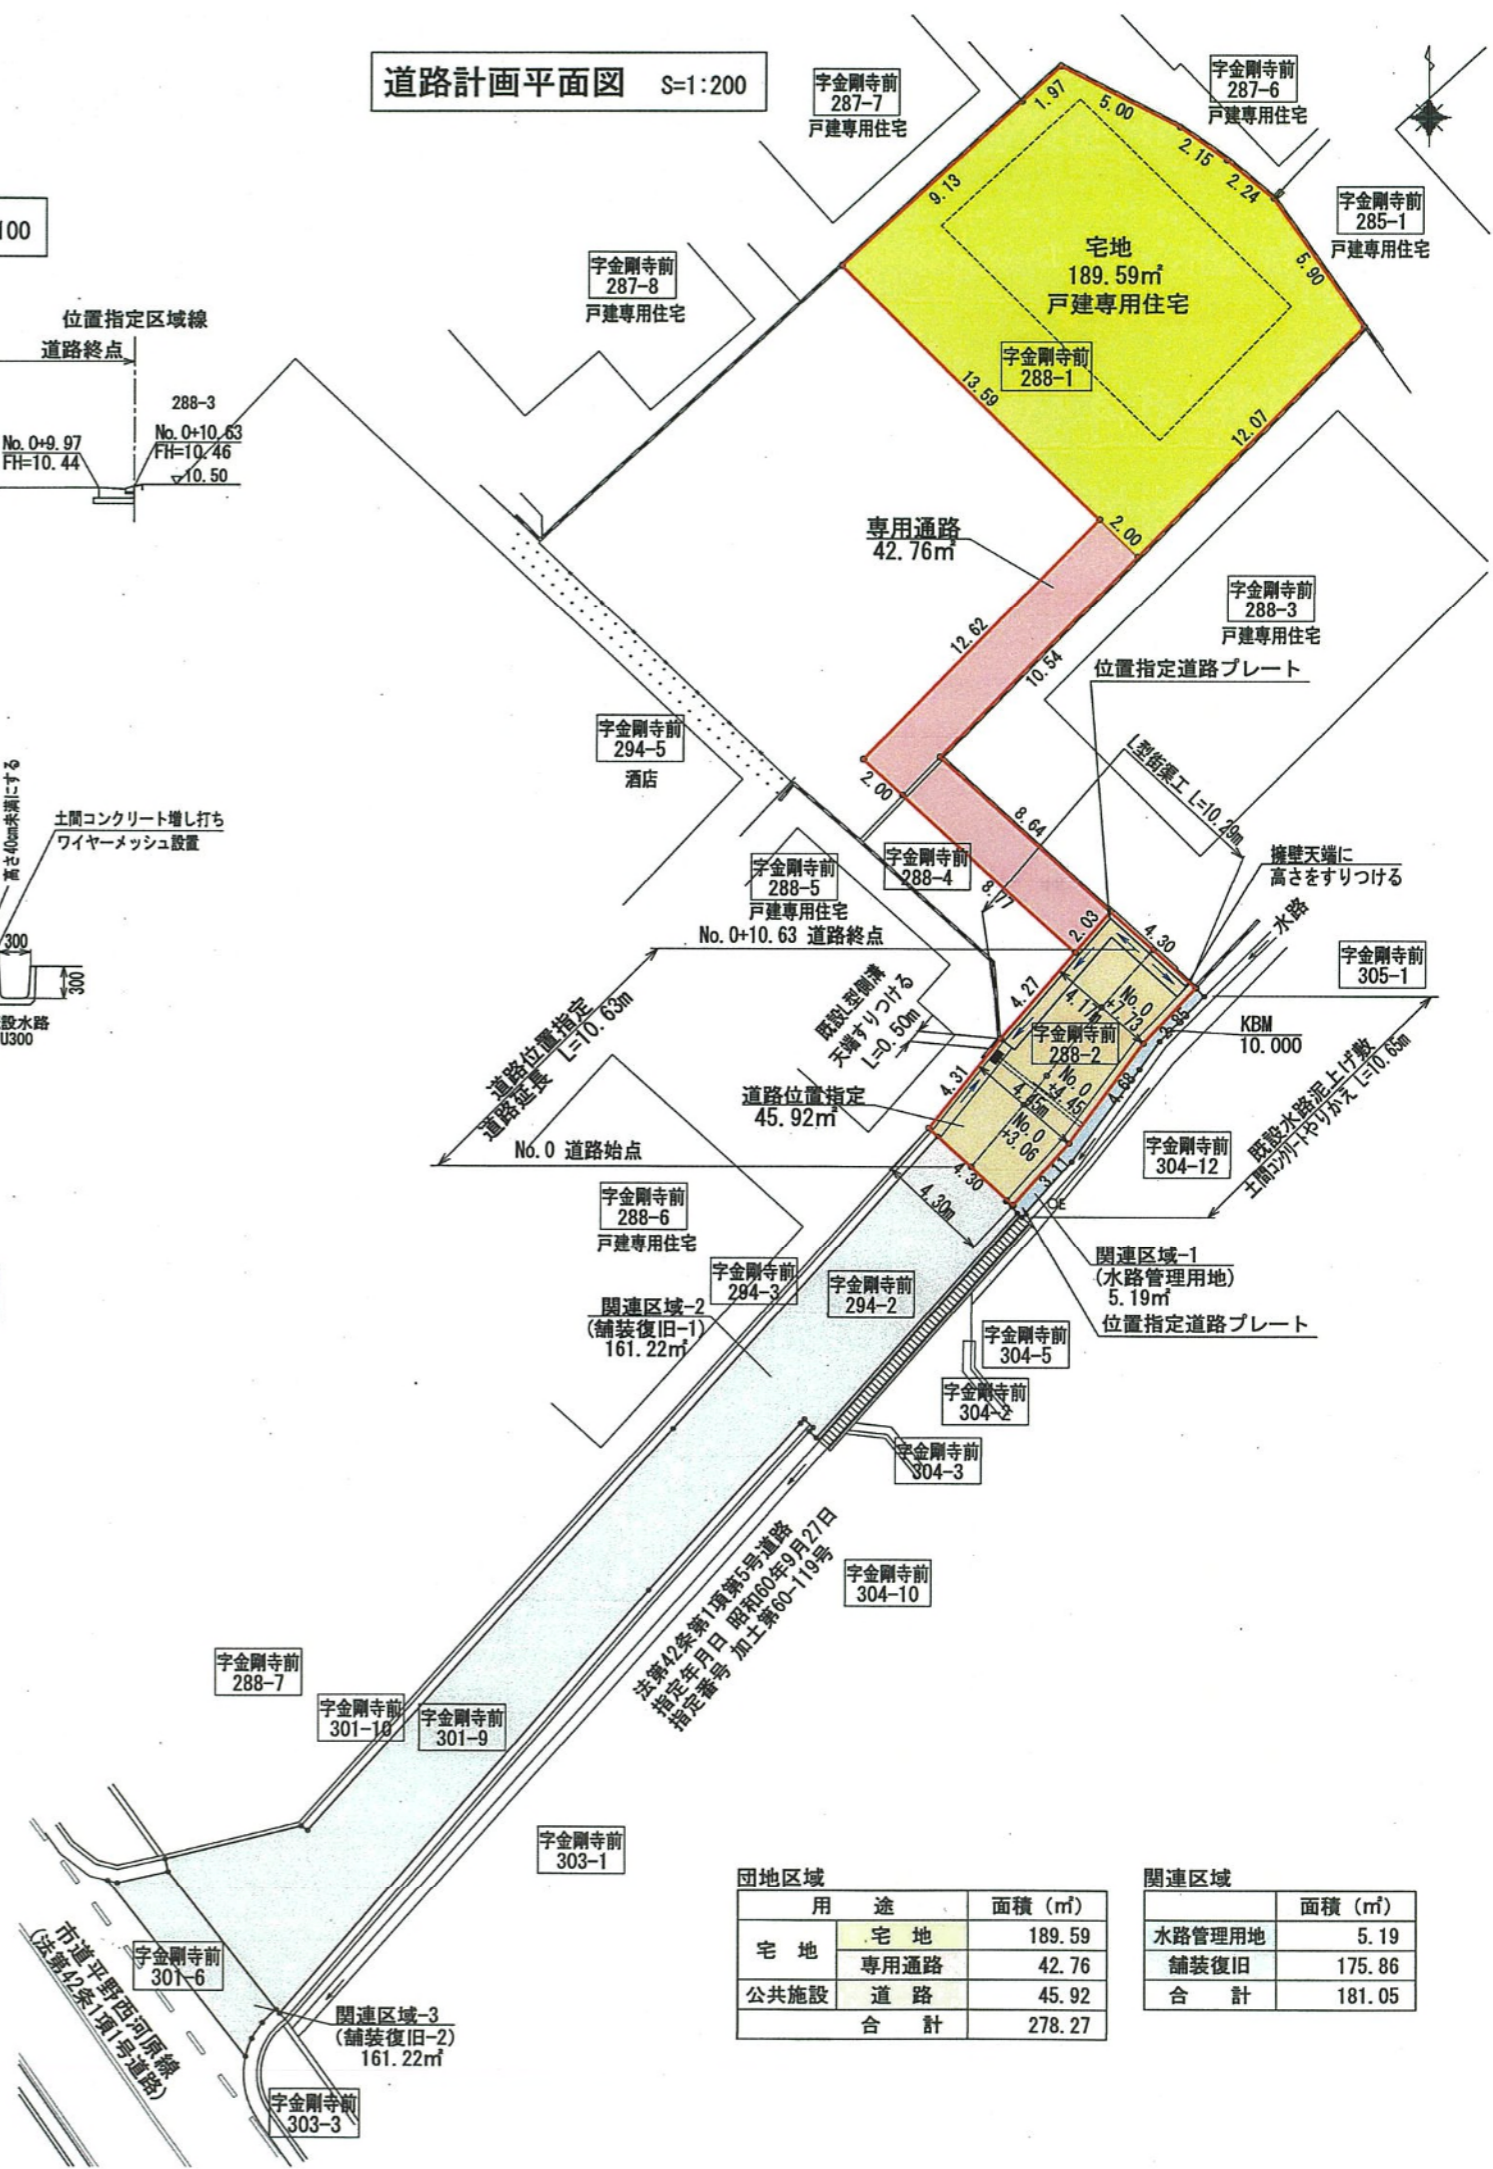 道路計画平面図 S=1:200
100
位置指定区域線
道路終点
288-3
No.0+9.97
FH=10.44
No.0+10.63
FH=10.46
10.50
高さ40cm未満にする
土間コンクリート増し打ち
ワイヤーメッシュ設置
300
300
設水路
U300
字金剛寺前
287-7
戸建専用住宅
字金剛寺前
287-6
戸建専用住宅
字金剛寺前
285-1
戸建専用住宅
字金剛寺前
287-8
戸建専用住宅
1.97
5.00
2.15
2.24
5.90
9.13
宅地
189.59㎡
戸建専用住宅
字金剛寺前
288-1
13.59
12.07
2.00
専用通路
42.76㎡
12.62
10.54
字金剛寺前
288-3
戸建専用住宅
位置指定道路プレート
字金剛寺前
294-5
酒店
2.00
8.64
L型街渠工 L=10.29m
擁壁天端に
高さをすりつける
水路
字金剛寺前
288-5
戸建専用住宅
字金剛寺前
288-4
8.77
2.03
4.30
No.0+10.63 道路終点
字金剛寺前
305-1
道路位置指定
道路延長 L=10.63m
既設L型側溝
天端すりつける
L=0.50m
4.27
4.17m
No.0
+7.73
字金剛寺前
288-2
2.85
KBM
10.000
既設水路泥上げ敷
土間コンクリートやりかえ L=10.65m
道路位置指定
45.92㎡
4.31
4.45m
No.0
+4.45
No.0
+3.06
4.68
3.11
No.0 道路始点
4.30
4.30m
字金剛寺前
304-12
字金剛寺前
288-6
戸建専用住宅
字金剛寺前
294-3
字金剛寺前
294-2
関連区域-1
(水路管理用地)
5.19㎡
位置指定道路プレート
関連区域-2
(舗装復旧-1)
161.22㎡
字金剛寺前
304-5
字金剛寺前
304-2
字金剛寺前
304-3
法第42条第1項第5号道路
指定年月日 昭和60年9月27日
指定番号 加土第60-119号
字金剛寺前
304-10
字金剛寺前
288-7
字金剛寺前
301-10
字金剛寺前
301-9
字金剛寺前
303-1
市道平野西河原線
(法第42条1項1号道路)
字金剛寺前
301-6
関連区域-3
(舗装復旧-2)
161.22㎡
字金剛寺前
303-3
団地区域
用 途 面積(㎡)
宅 地 宅 地 189.59
専用通路 42.76
公共施設 道 路 45.92
合 計 278.27
関連区域
面積(㎡)
水路管理用地 5.19
舗装復旧 175.86
合 計 181.05